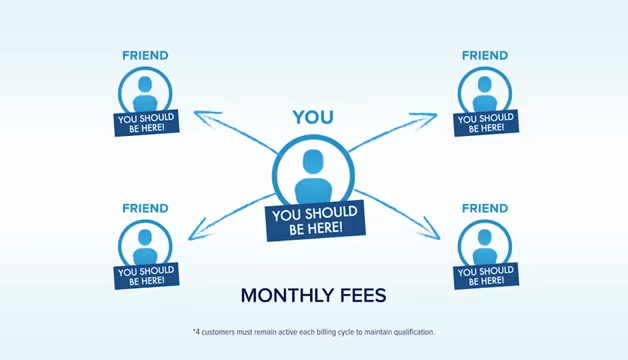 FRIEND
YOU SHOULD
BE HERE!
FRIEND
YOU SHOULD
BE HERE!
YOU
YOU SHOULD
BE HERE!
FRIEND
YOU SHOULD
BE HERE!
FRIEND
YOU SHOULD
BE HERE!
MONTHLY FEES
*4 customers must remain active each billing cycle to maintain qualification.